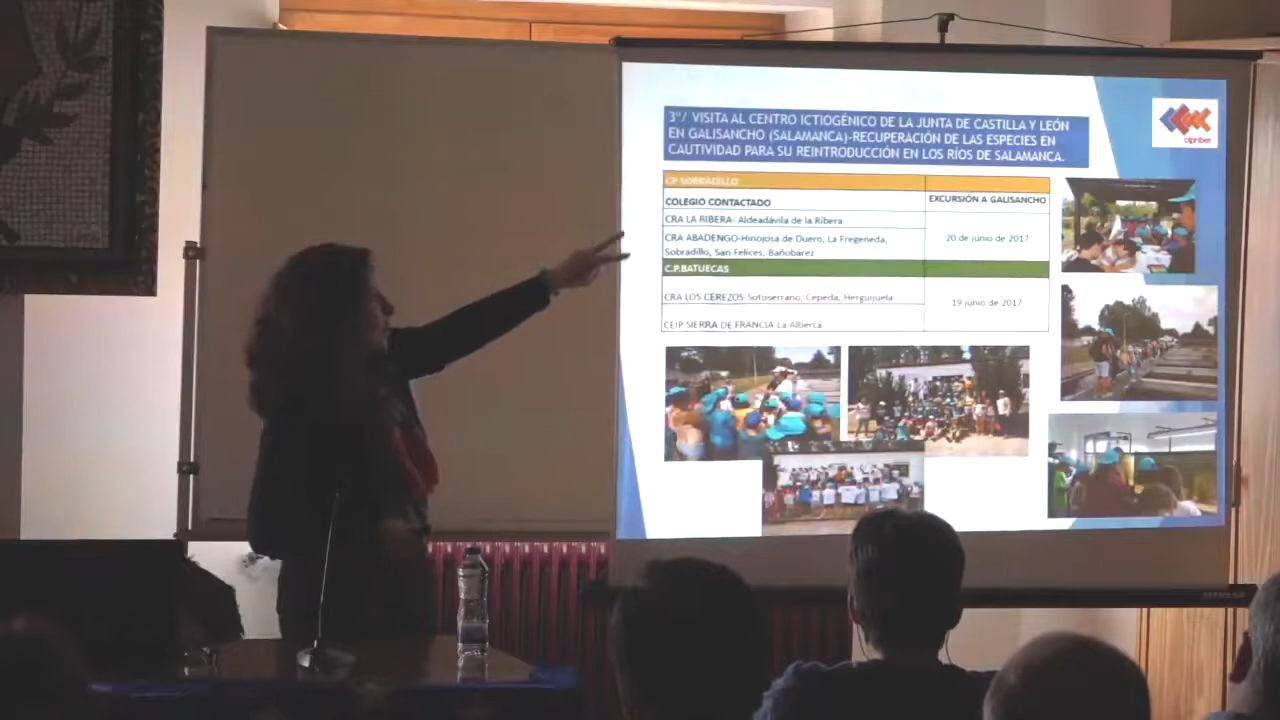 3º/ VISITA AL CENTRO ICTIOGÉNICO DE LA JUNTA DE CASTILLA Y LEÓN
EN GALISANCHO (SALAMANCA)-RECUPERACIÓN DE LAS ESPECIES EN
CAUTIVIDAD PARA SU REINTRODUCCIÓN EN LOS RÍOS DE SALAMANCA.
cipriber
CP SOBRADILLO
COLEGIO CONTACTADO
EXCURSIÓN A GALISANCHO
CRA LA RIBERA- Aldeadávila de la Ribera
CRA ABADENGO-Hinojosa de Duero, La Fregeneda,
Sobradillo, San Felices, Bañobárez
20 de junio de 2017
C.P.BATUECAS
CRA LOS CEREZOS-Sotoserrano, Cepeda, Herguijuela
19 junio de 2017
CEIP SIERRA DE FRANCIA-La Alberca